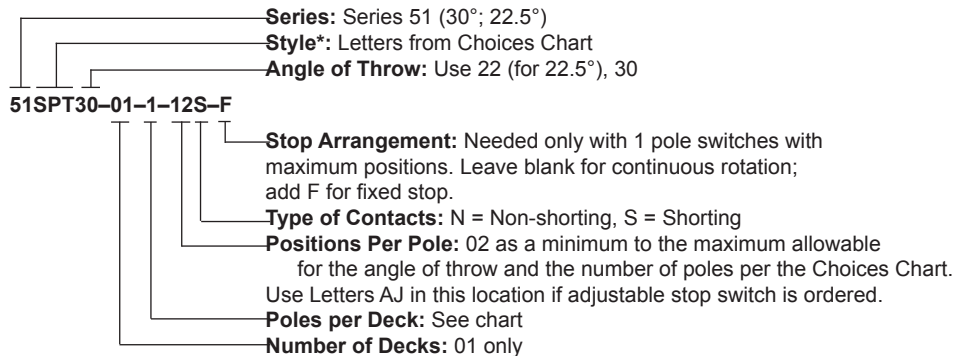 Series: Series 51 (30°; 22.5°)
Style*: Letters from Choices Chart
Angle of Throw: Use 22 (for 22.5°), 30
51SPT30–01–1–12S–F
Stop Arrangement: Needed only with 1 pole switches with
maximum positions. Leave blank for continuous rotation;
add F for fixed stop.
Type of Contacts: N = Non-shorting, S = Shorting
Positions Per Pole: 02 as a minimum to the maximum allowable
for the angle of throw and the number of poles per the Choices Chart.
Use Letters AJ in this location if adjustable stop switch is ordered.
Poles per Deck: See chart
Number of Decks: 01 only